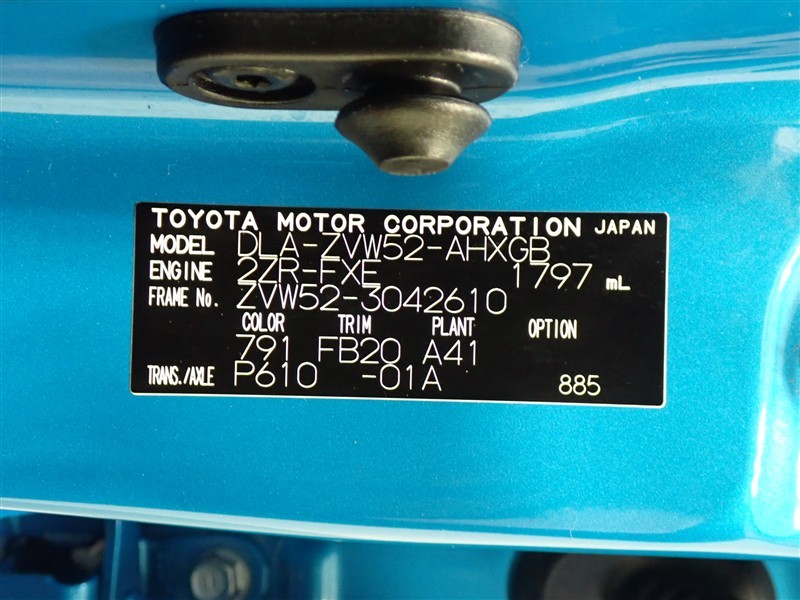 TOYOTA MOTOR CORPORATION JAPAN
MODEL DLA-ZVW52-AHXGB
ENGINE 2ZR-FXE 1797 mL
FRAME No. ZVW52-3042610
COLOR TRIM PLANT OPTION
791 FB20 A41
TRANS./AXLE P610 -01A 885